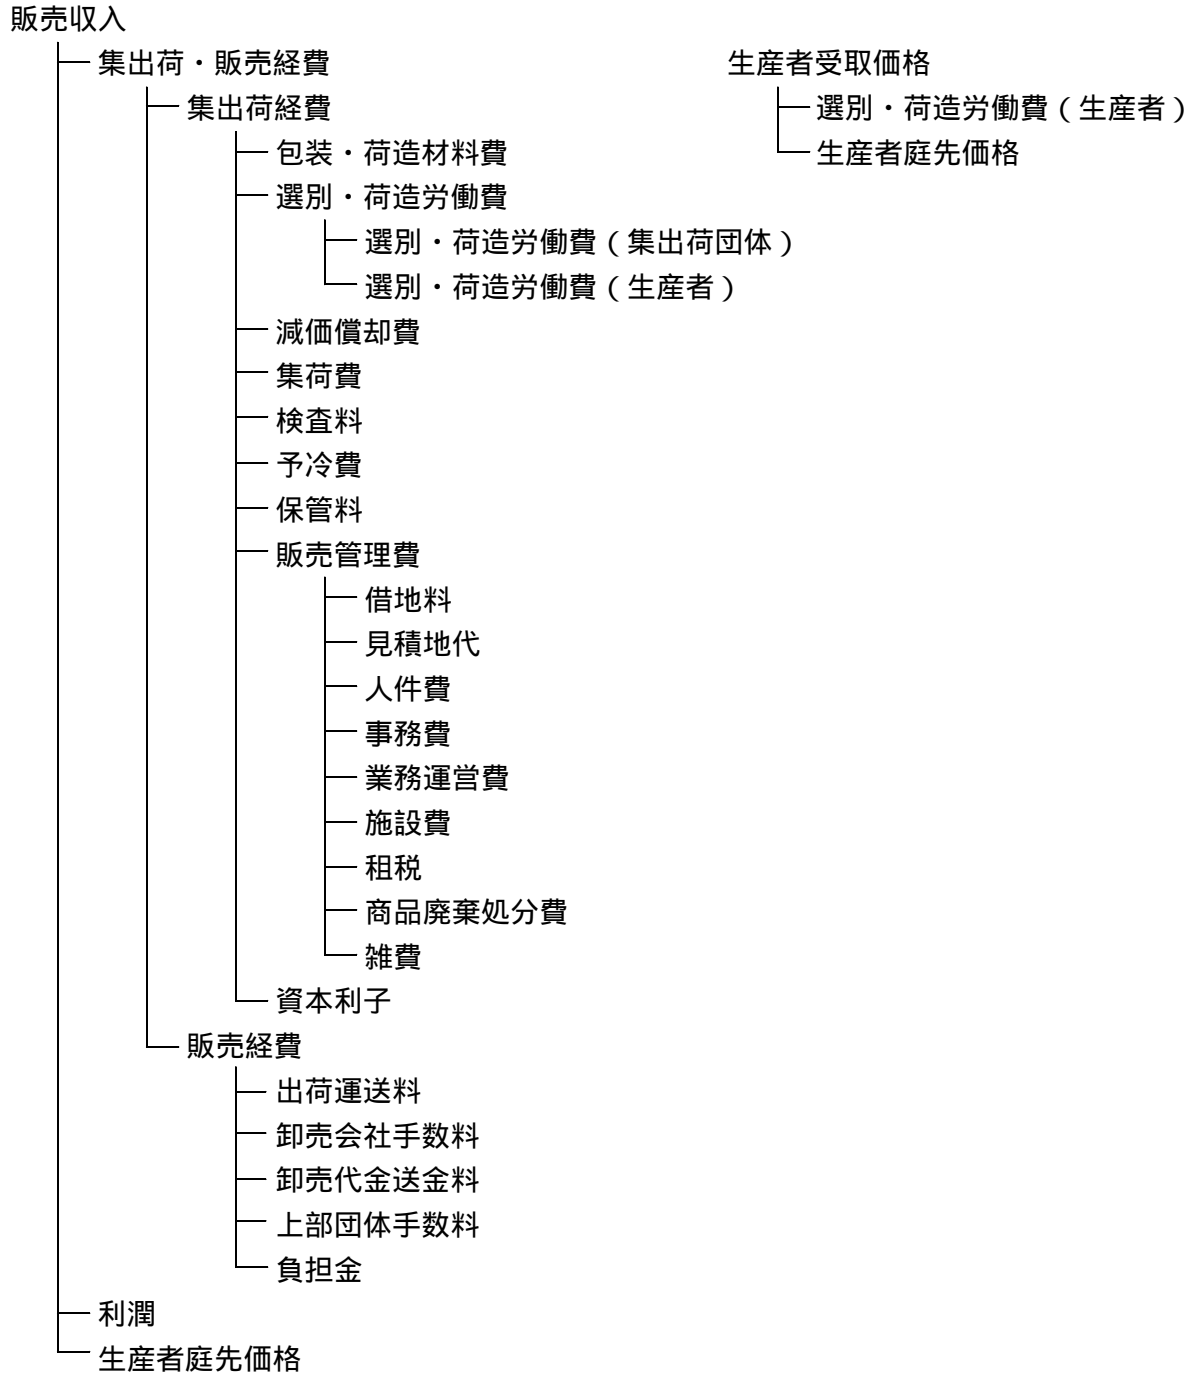 販売収入
集出荷・販売経費
集出荷経費
包装・荷造材料費
選別・荷造労働費
選別・荷造労働費（集出荷団体）
選別・荷造労働費（生産者）
減価償却費
集荷費
検査料
予冷費
保管料
販売管理費
借地料
見積地代
人件費
事務費
業務運営費
施設費
租税
商品廃棄処分費
雑費
資本利子
販売経費
出荷運送料
卸売会社手数料
卸売代金送金料
上部団体手数料
負担金
利潤
生産者庭先価格
生産者受取価格
選別・荷造労働費（生産者）
生産者庭先価格